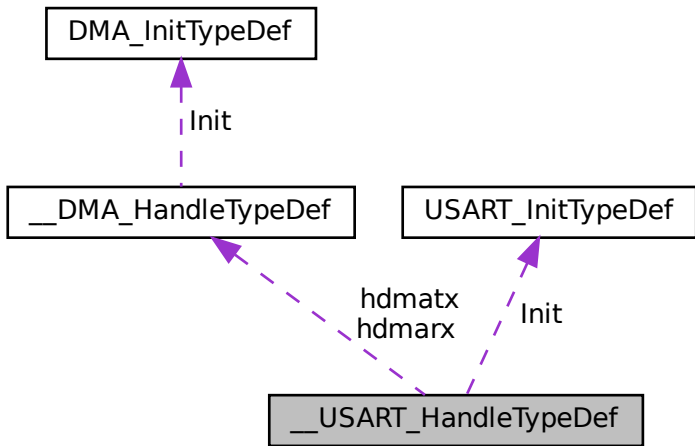 DMA_InitTypeDef
Init
__DMA_HandleTypeDef
USART_InitTypeDef
hdmatx
hdmarx
Init
__USART_HandleTypeDef